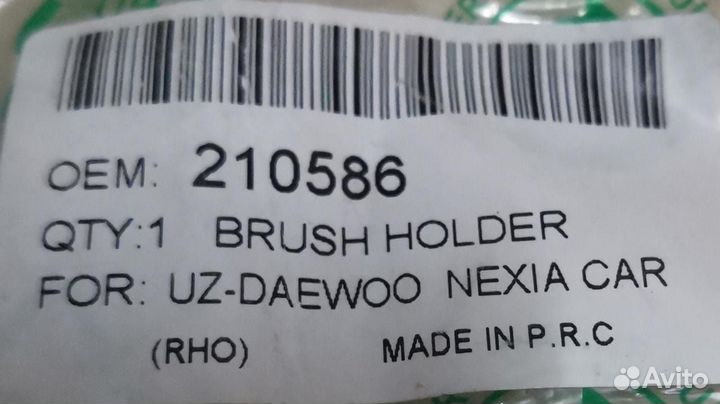 OEM: 210586
QTY:1 BRUSH HOLDER
FOR: UZ-DAEWOO NEXIA CAR
(RHO) MADE IN P.R.C
Avito